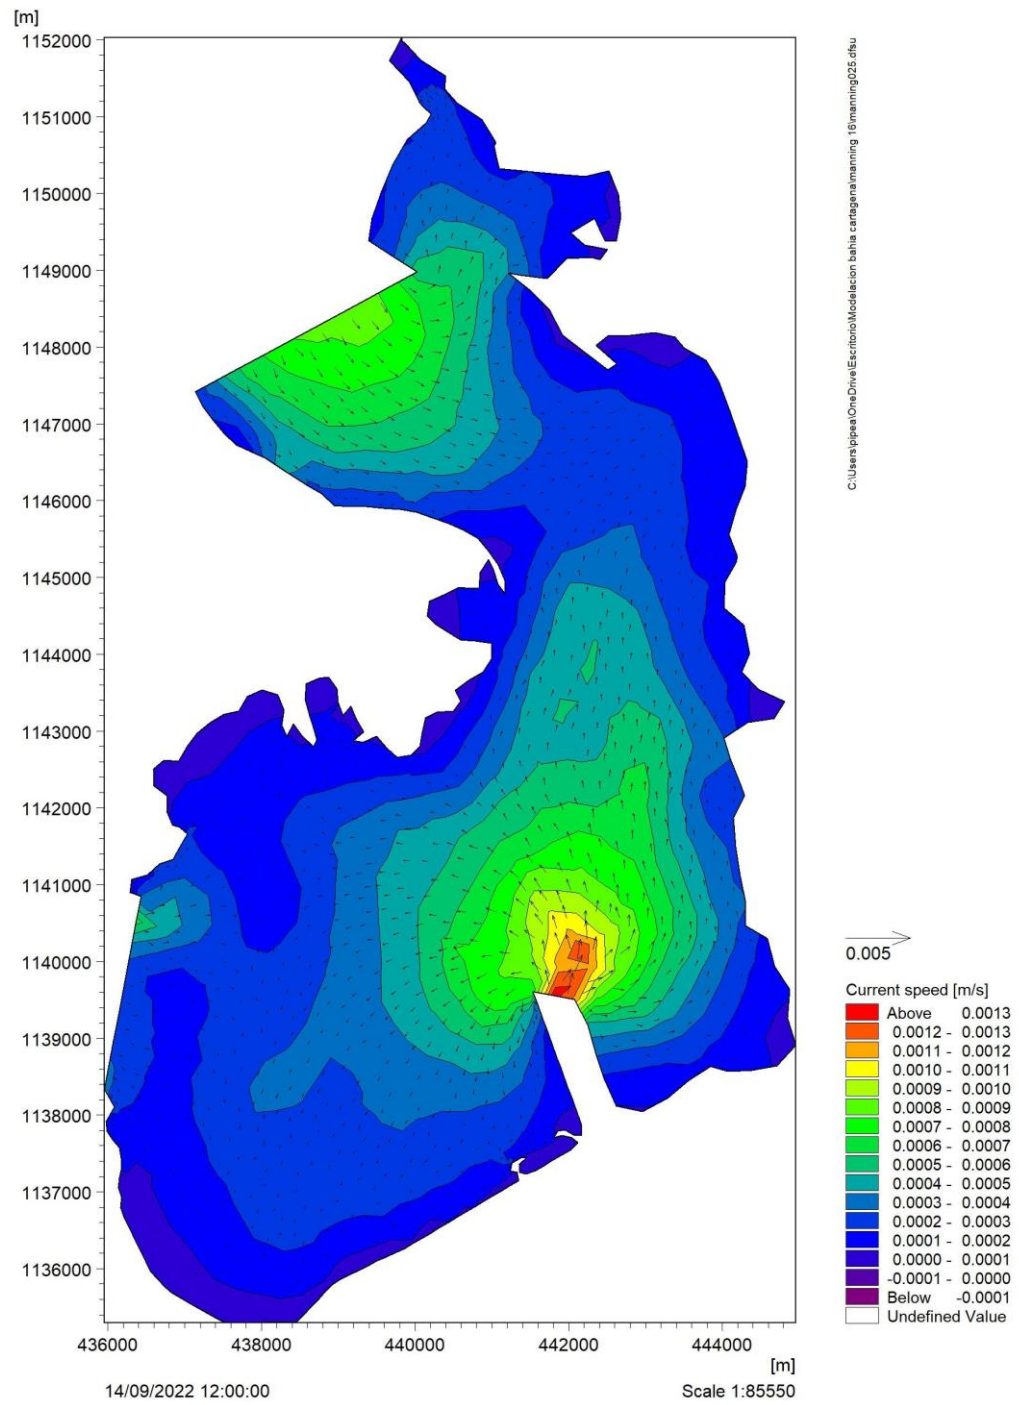 [m]
1152000
1151000
1150000
1149000
1148000
1147000
1146000
1145000
1144000
1143000
1142000
1141000
1140000
1139000
1138000
1137000
1136000
436000 438000 440000 442000 444000
[m]
14/09/2022 12:00:00
Scale 1:85550
C:\Users\pipea\OneDrive\Escritorio\Modelacion bahia cartagena\manning 16\manning025.dfsu
0.005
Current speed [m/s]
Above 0.0013
0.0012 - 0.0013
0.0011 - 0.0012
0.0010 - 0.0011
0.0009 - 0.0010
0.0008 - 0.0009
0.0007 - 0.0008
0.0006 - 0.0007
0.0005 - 0.0006
0.0004 - 0.0005
0.0003 - 0.0004
0.0002 - 0.0003
0.0001 - 0.0002
0.0000 - 0.0001
-0.0001 - 0.0000
Below -0.0001
Undefined Value